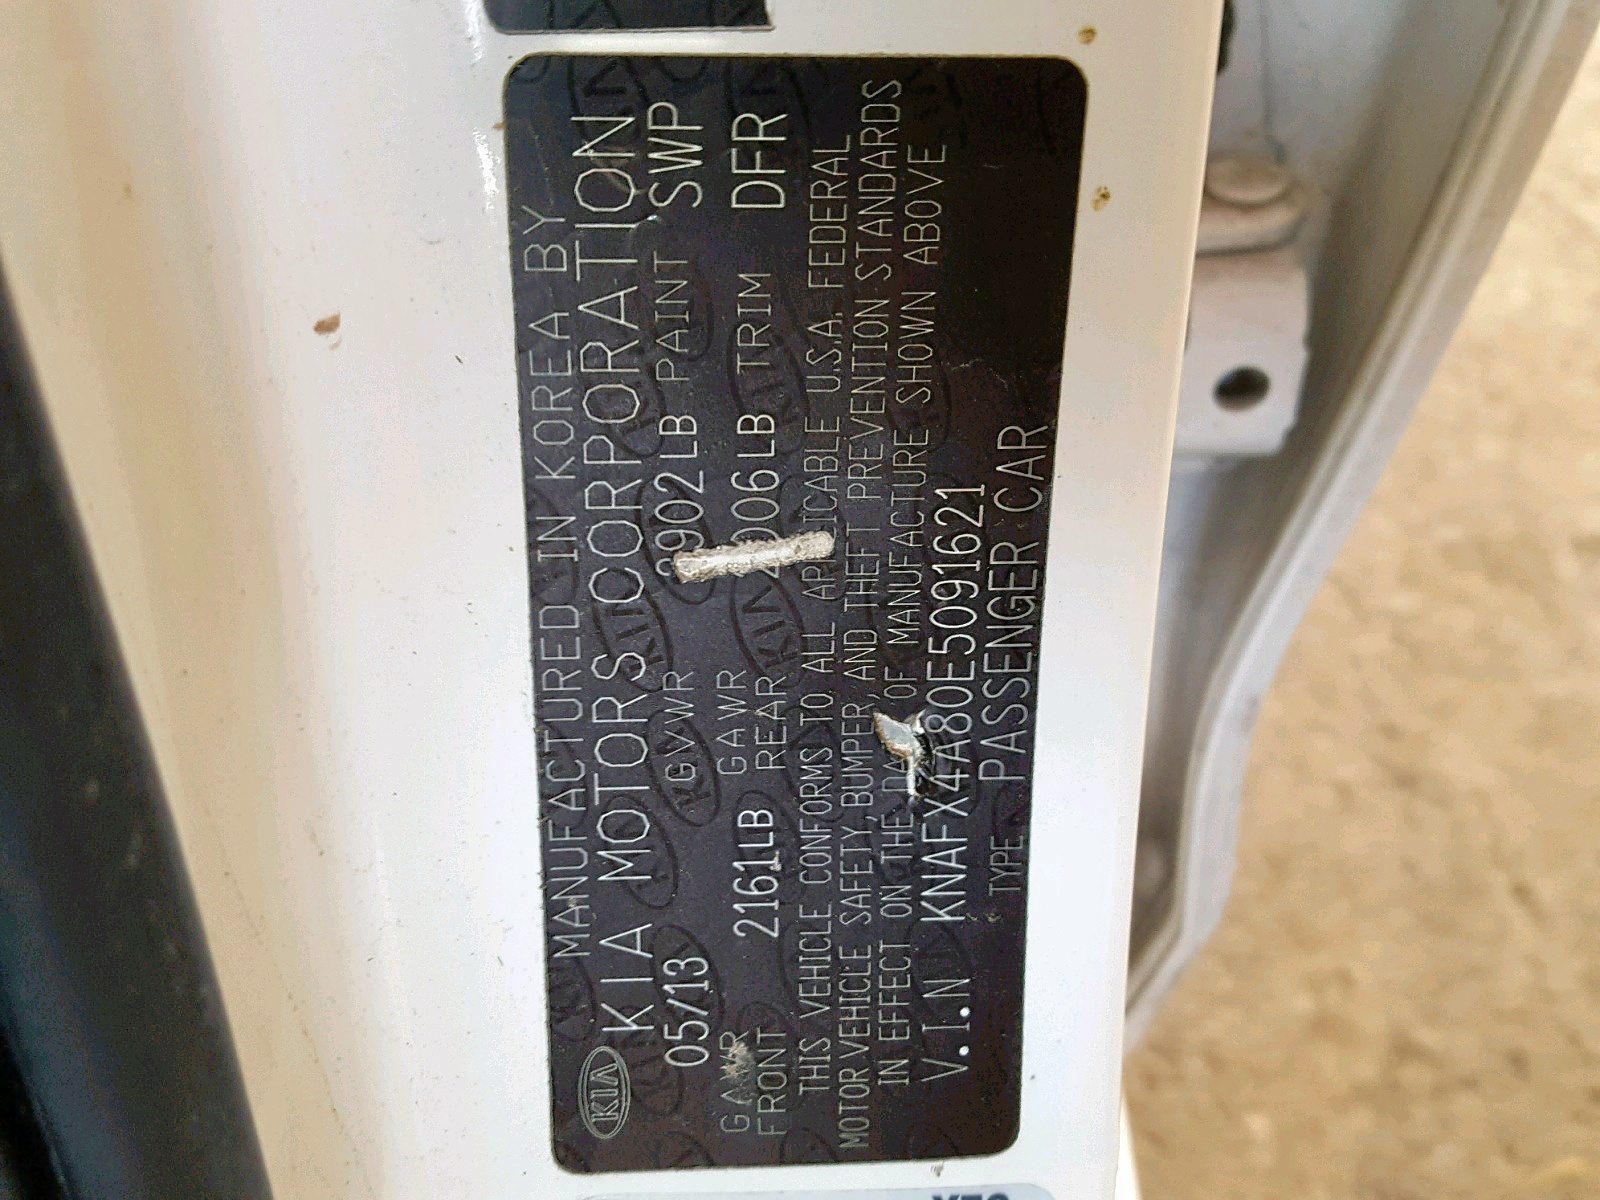 MANUFACTURED IN KOREA BY
KIA KIA MOTORS CORPORATION
05/13 GVWR 3902LB PAINT SWP
GAWR FRONT 2161LB GAWR REAR 2006LB TRIM DFR
THIS VEHICLE CONFORMS TO ALL APPLICABLE U.S.A. FEDERAL
MOTOR VEHICLE SAFETY, BUMPER, AND THEFT PREVENTION STANDARDS
IN EFFECT ON THE DATE OF MANUFACTURE SHOWN ABOVE
V.I.N KNAFX4A80E5091621
TYPE PASSENGER CAR